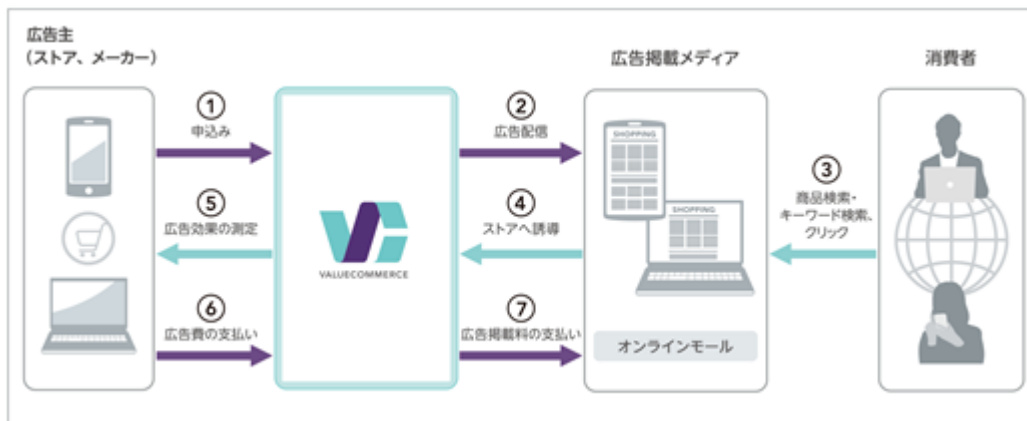 広告主
（ストア、メーカー）
広告掲載メディア
消費者
①
申込み
②
広告配信
③
商品検索・
キーワード検索、
クリック
④
ストアへ誘導
⑤
広告効果の測定
⑥
広告費の支払い
⑦
広告掲載料の支払い
VALUECOMMERCE
SHOPPING
SHOPPING
オンラインモール